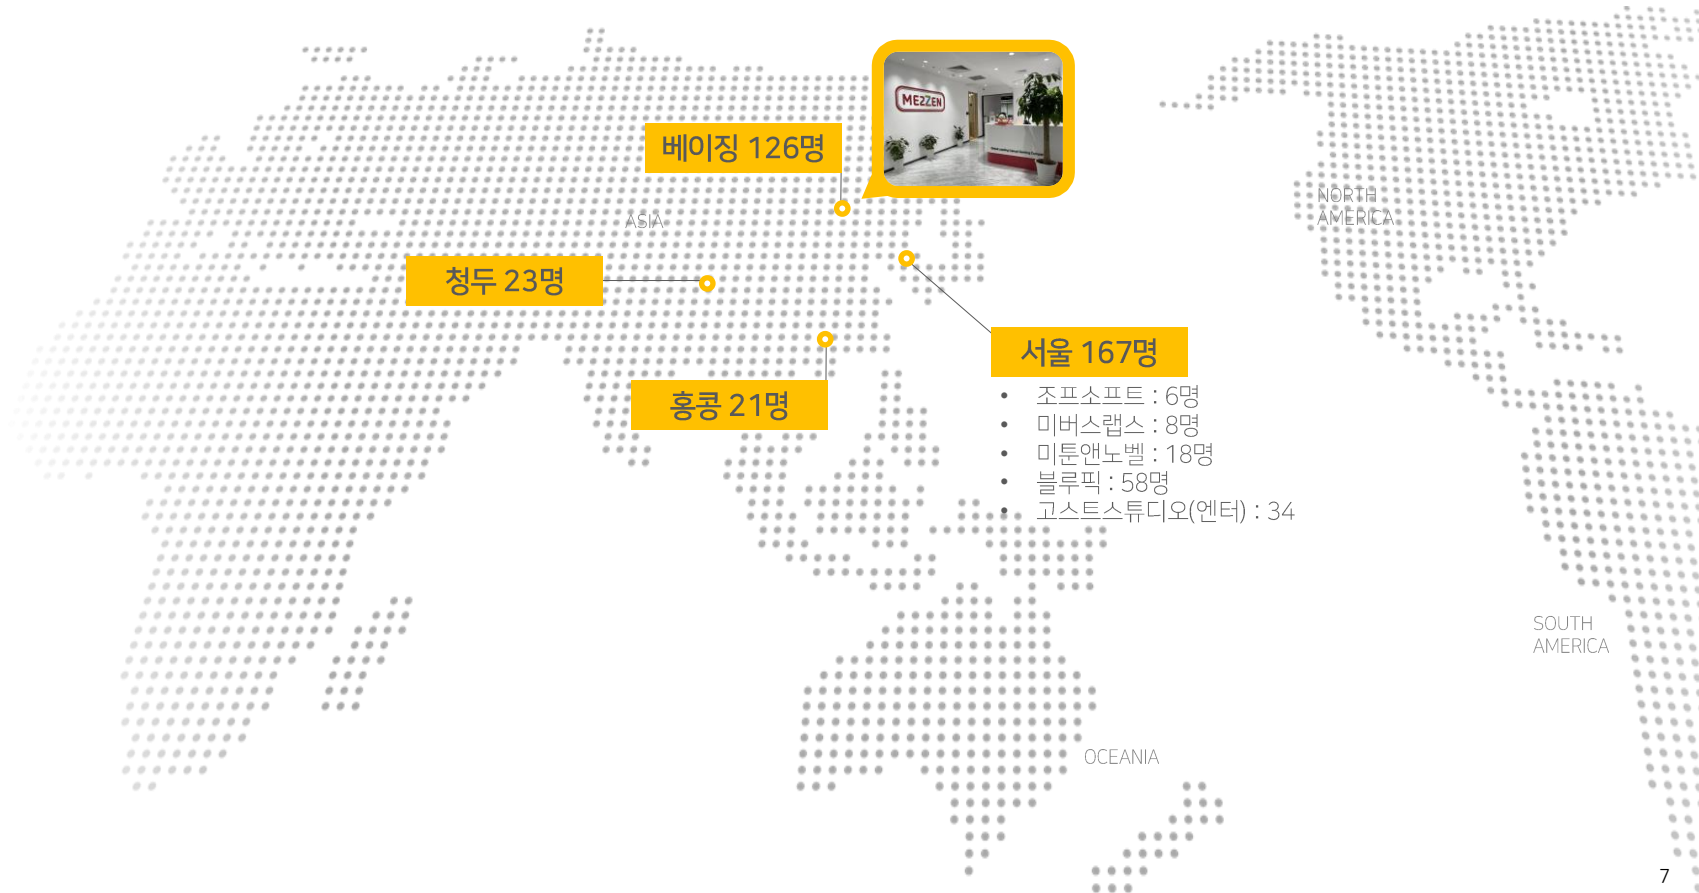 MEZZEN
베이징 126명
NORTH
AMERICA
ASIA
청두 23명
서울 167명
홍콩 21명
• 조프소프트 : 6명
• 미버스랩스 : 8명
• 미툰앤노벨 : 18명
• 블루픽 : 58명
• 고스트스튜디오(엔터) : 34
SOUTH
AMERICA
OCEANIA
7